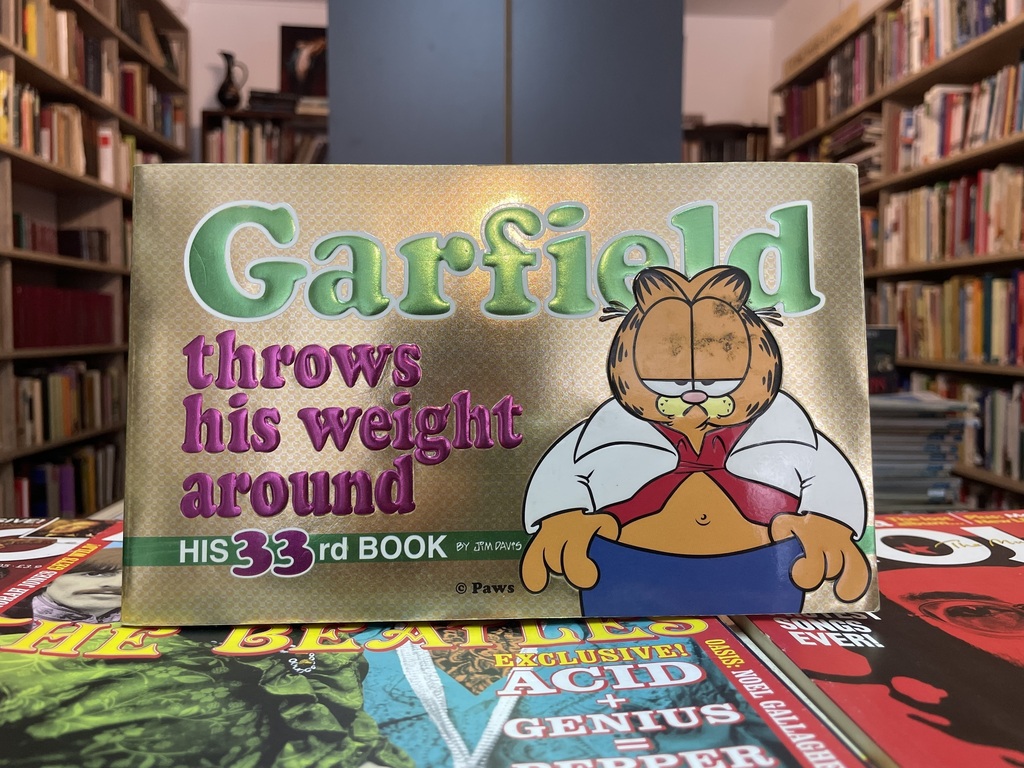 Garfield
throws
his weight
around
HIS 33rd BOOK BY JIM DAVIS
© Paws
THE BEATLES
EXCLUSIVE!
ACID
+
GENIUS
=
PEPPER
OASIS: NOEL GALLAGHER
SONGS
EVER!